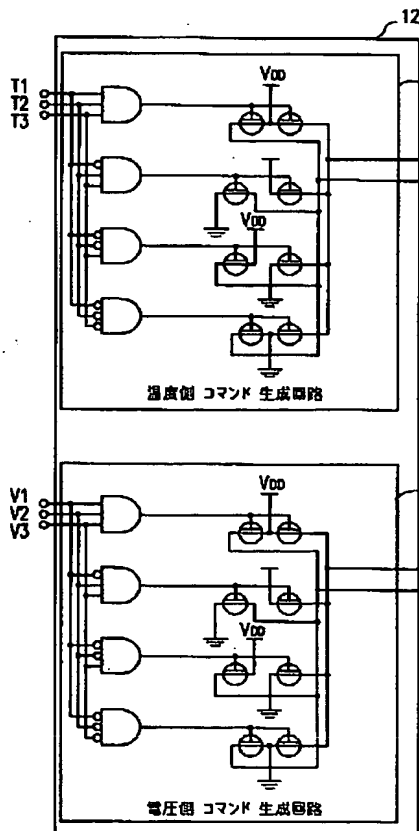 12
T1
T2
T3
VDD
VDD
温度側 コマンド 生成回路
V1
V2
V3
VDD
VDD
電圧側 コマンド 生成回路